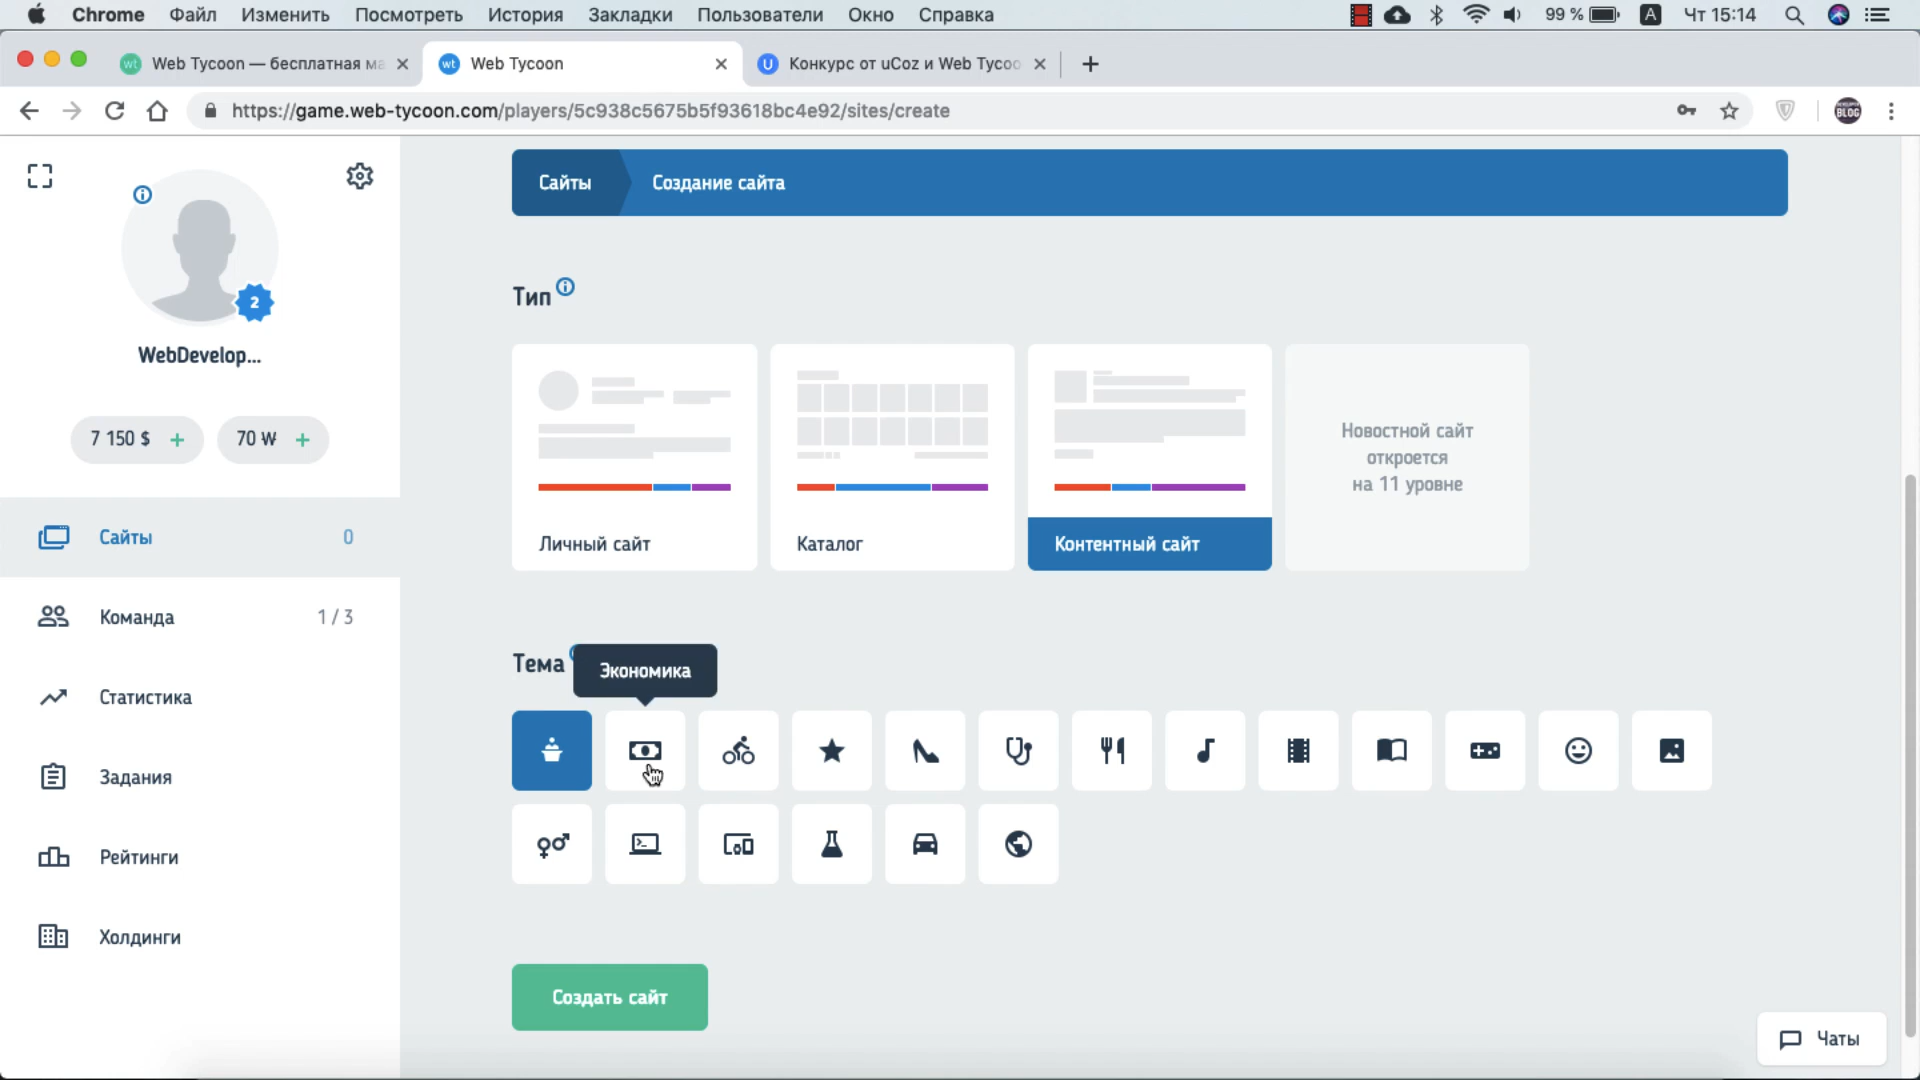 Chrome Файл Изменить Посмотреть История Закладки Пользователи Окно Справка 99 % A Чт 15:14
wt Web Tycoon — бесплатная ма wt Web Tycoon U Конкурс от uCoz и Web Tycoo
https://game.web-tycoon.com/players/5c938c5675b5f93618bc4e92/sites/create
BLOG
Сайты Создание сайта
Тип
2
WebDevelop...
7 150 $ + 70 W +
Новостной сайт
откроется
на 11 уровне
Личный сайт Каталог Контентный сайт
Сайты 0
Команда 1 / 3
Статистика
Задания
Рейтинги
Холдинги
Тема
Экономика
Создать сайт
Чаты